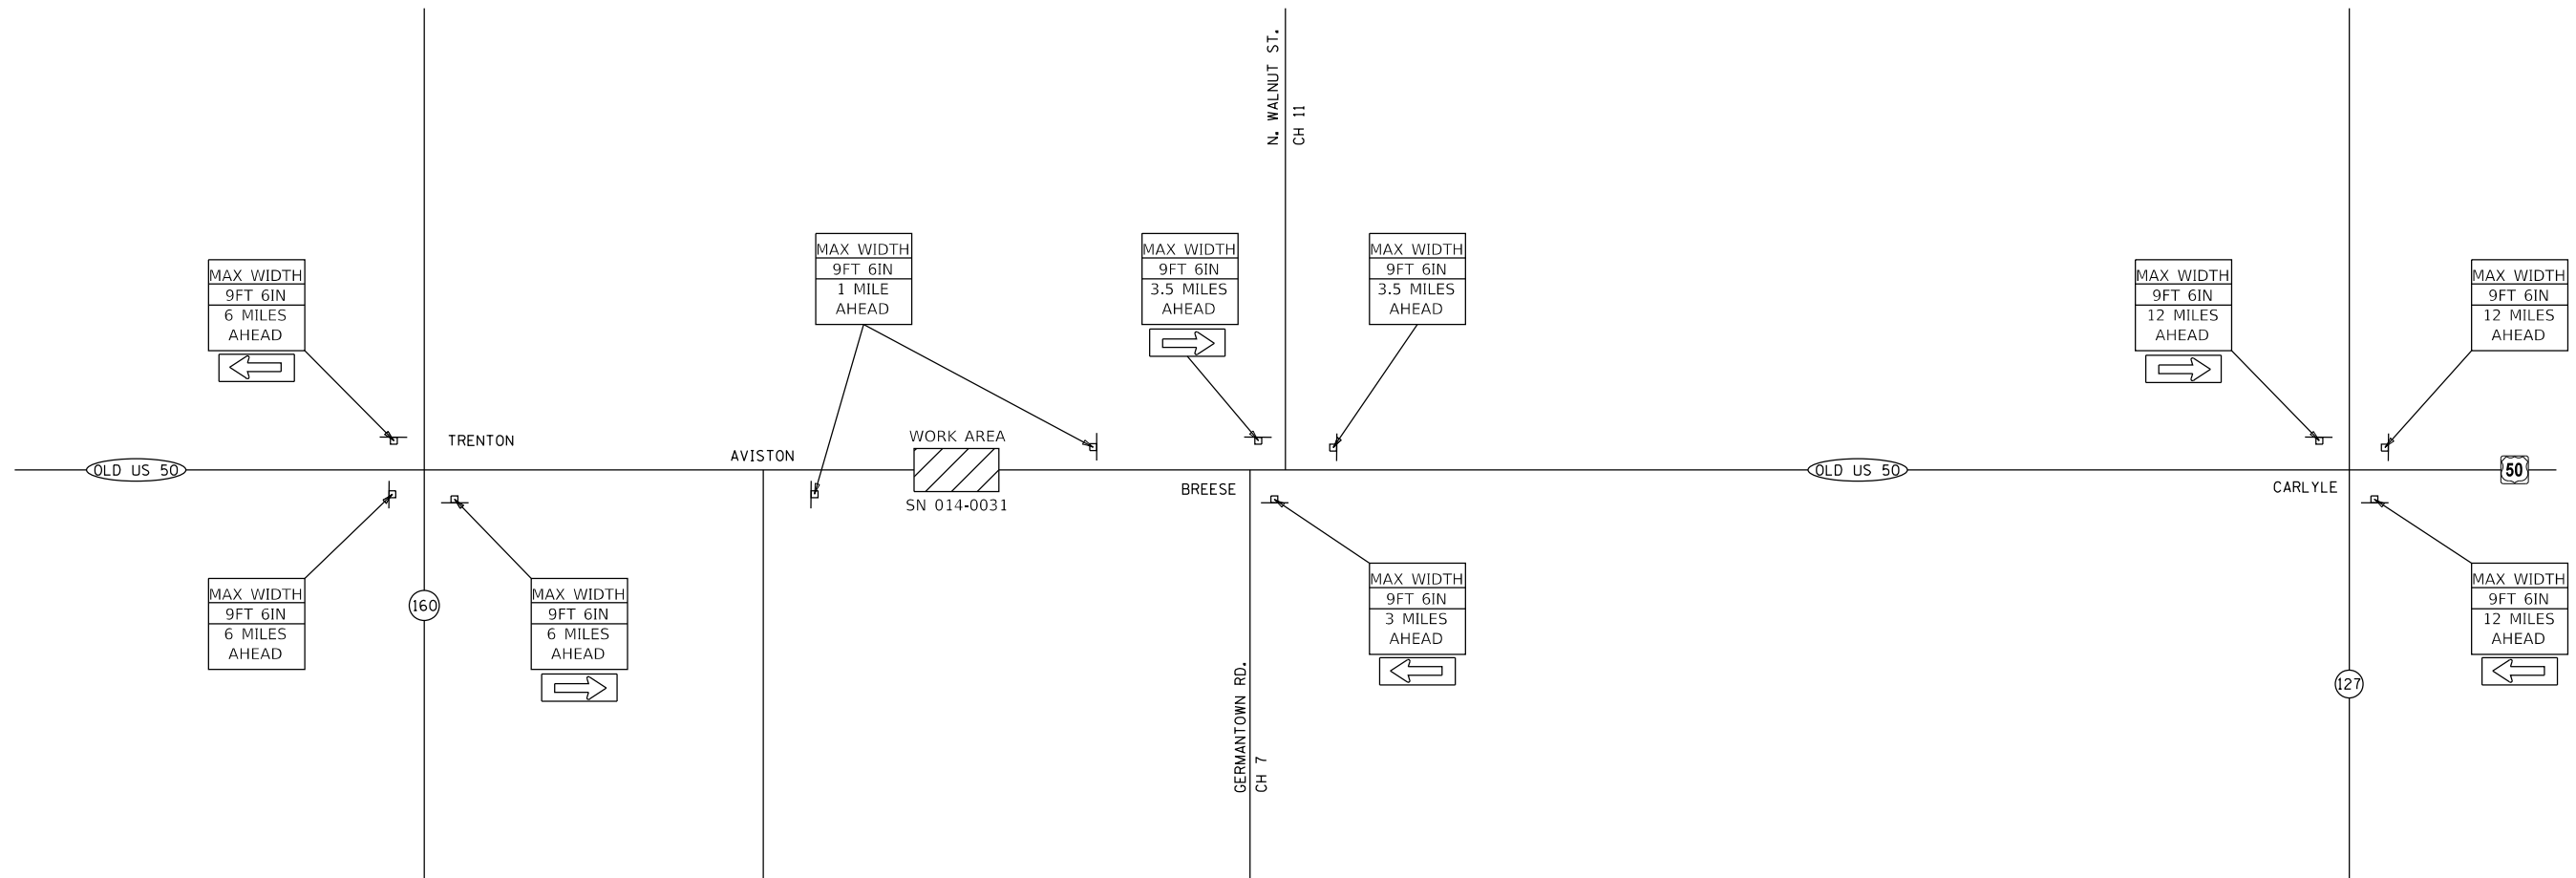 N. WALNUT ST.
CH 11
MAX WIDTH
9FT 6IN
6 MILES
AHEAD
MAX WIDTH
9FT 6IN
1 MILE
AHEAD
MAX WIDTH
9FT 6IN
3.5 MILES
AHEAD
MAX WIDTH
9FT 6IN
3.5 MILES
AHEAD
MAX WIDTH
9FT 6IN
12 MILES
AHEAD
MAX WIDTH
9FT 6IN
12 MILES
AHEAD
TRENTON
AVISTON
WORK AREA
OLD US 50
OLD US 50
50
SN 014-0031
BREESE
CARLYLE
MAX WIDTH
9FT 6IN
6 MILES
AHEAD
160
MAX WIDTH
9FT 6IN
6 MILES
AHEAD
MAX WIDTH
9FT 6IN
3 MILES
AHEAD
MAX WIDTH
9FT 6IN
12 MILES
AHEAD
GERMANTOWN RD.
CH 7
127